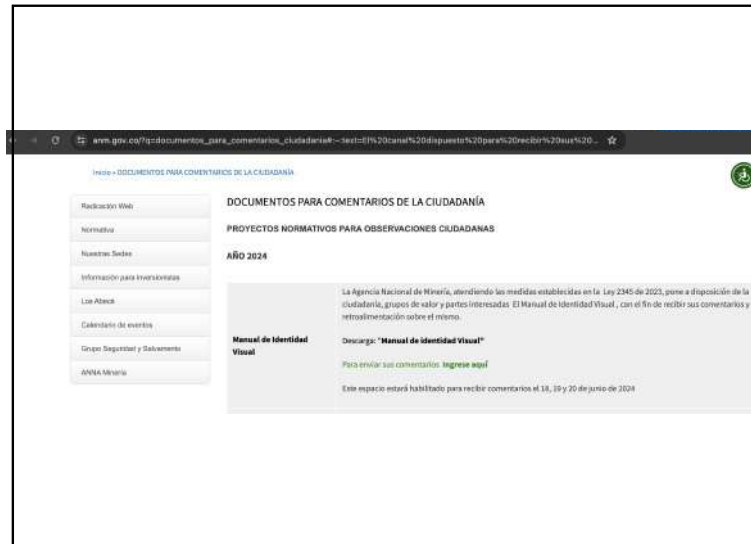 anm.gov.co/?q=documentos_para_comentarios_ciudadania#:~:text=El%20canal%20dispuesto%20para%20recibir%20sus%20...
Inicio » DOCUMENTOS PARA COMENTARIOS DE LA CIUDADANÍA
Radicación Web
Normativa
Nuestras Sedes
Información para Inversionistas
Los Abecé
Calendario de eventos
Grupo Seguridad y Salvamento
ANNA Minería
DOCUMENTOS PARA COMENTARIOS DE LA CIUDADANÍA
PROYECTOS NORMATIVOS PARA OBSERVACIONES CIUDADANAS
AÑO 2024
Manual de Identidad
Visual
La Agencia Nacional de Minería, atendiendo las medidas establecidas en la Ley 2345 de 2023, pone a disposición de la
ciudadanía, grupos de valor y partes interesadas El Manual de Identidad Visual , con el fin de recibir sus comentarios y
retroalimentación sobre el mismo.
Descarga: "Manual de identidad Visual"
Para enviar sus comentarios Ingrese aquí
Este espacio estará habilitado para recibir comentarios el 18, 19 y 20 de junio de 2024